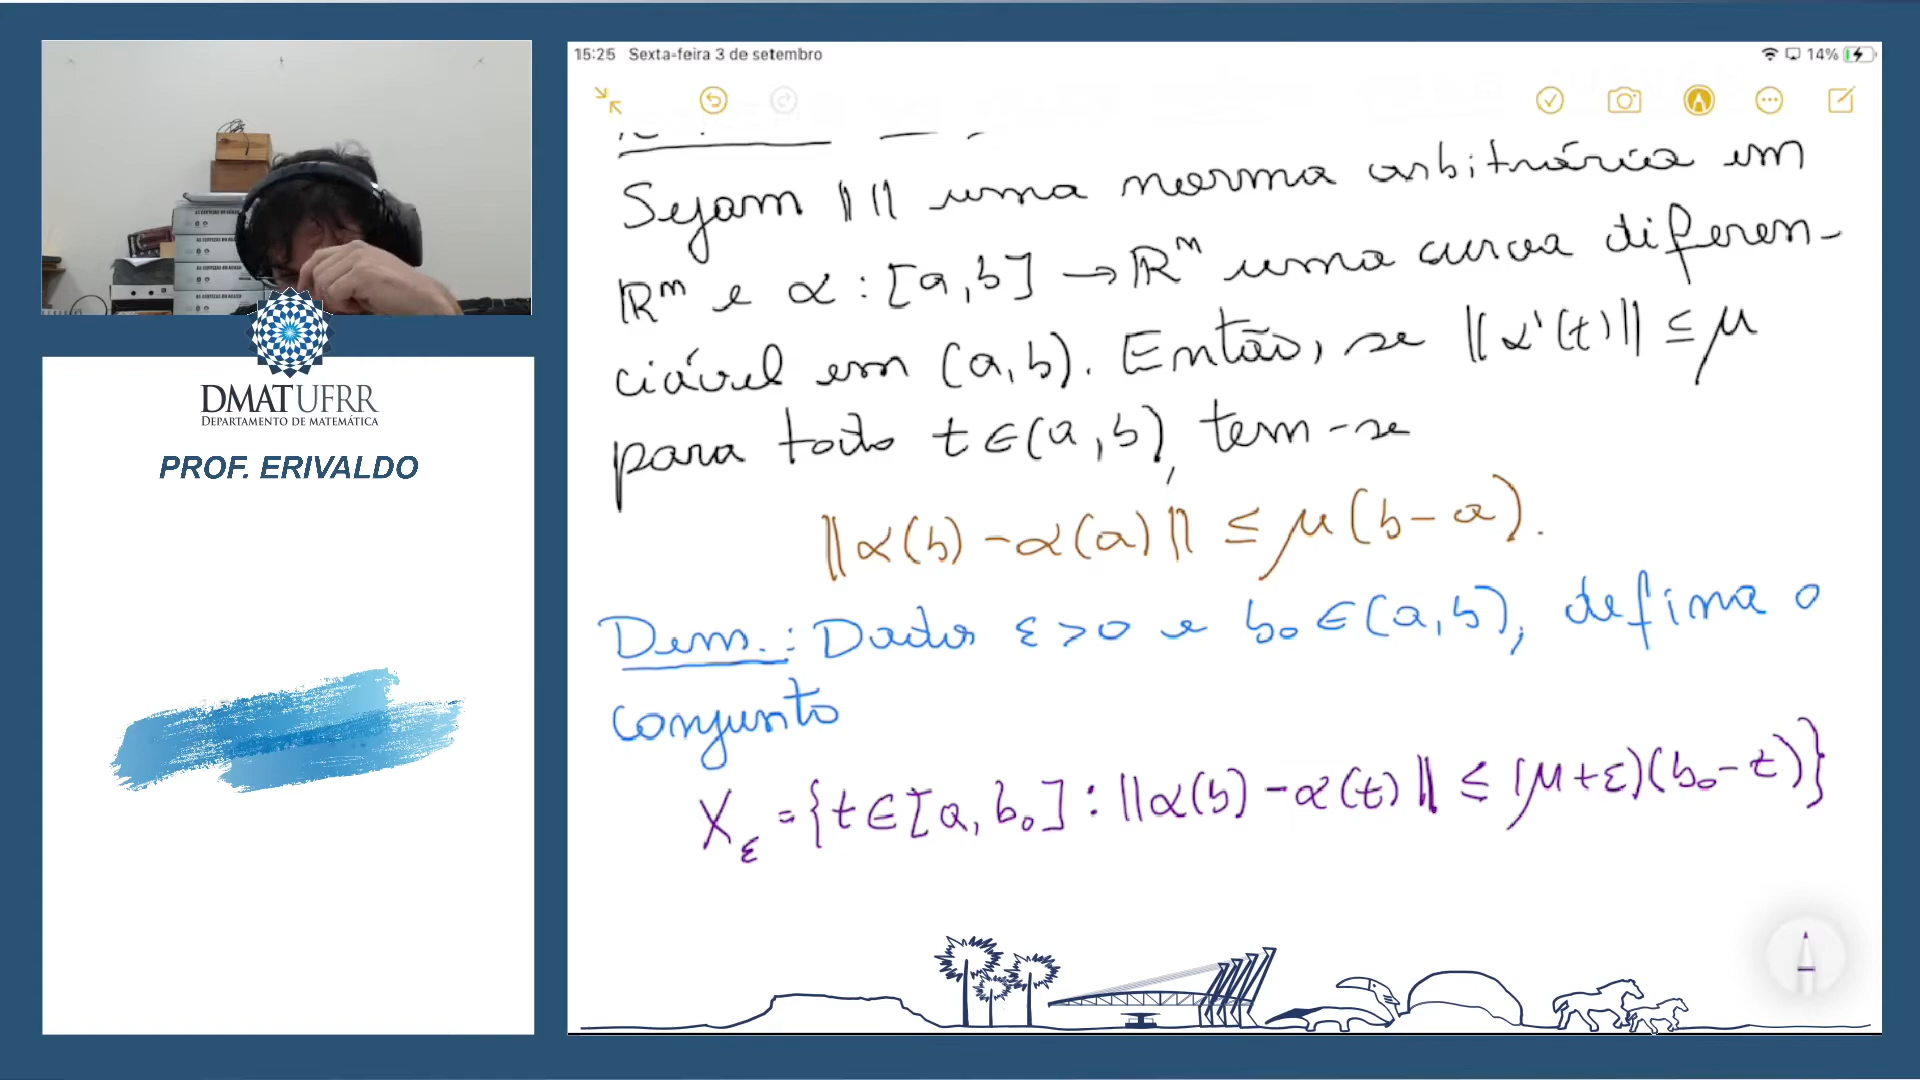 15:25 Sexta-feira 3 de setembro
14%
Sejam || || uma norma arbitrária em
ℝⁿ e α : [a,b] → ℝⁿ uma curva diferen-
ciável em (a,b). Então, se ||α'(t)|| ≤ μ
para todo t ∈ (a,b), tem-se
||α(b) - α(a)|| ≤ μ(b-a).
Dem.: Dados ε > 0 e b₀ ∈ (a,b), defina o
conjunto
X_ε = {t ∈ [a, b₀] : ||α(b) - α(t)|| ≤ (μ+ε)(b₀-t)}
DMATUFRR
DEPARTAMENTO DE MATEMÁTICA
PROF. ERIVALDO